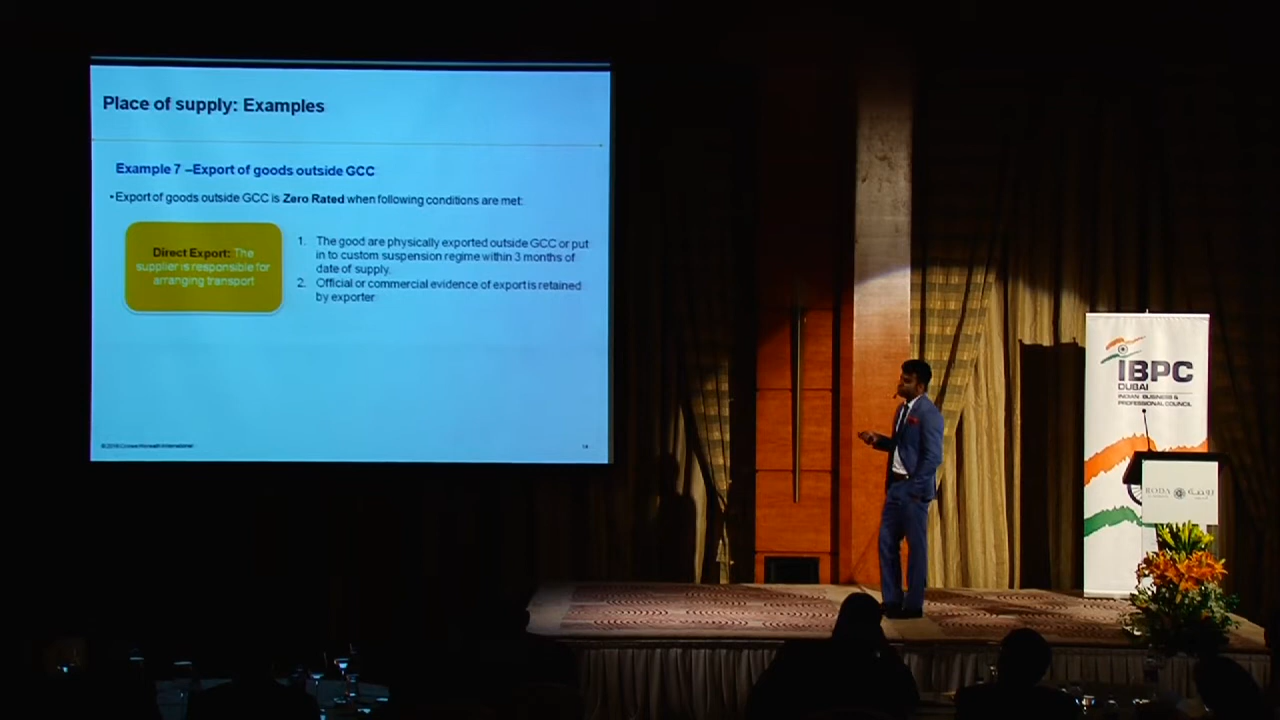 Place of supply: Examples
Example 7 –Export of goods outside GCC
▪Export of goods outside GCC is Zero Rated when following conditions are met:
Direct Export: The
supplier is responsible for
arranging transport
1. The good are physically exported outside GCC or put
in to custom suspension regime within 3 months of
date of supply.
2. Official or commercial evidence of export is retained
by exporter
14
IBPC
DUBAI
INDIAN BUSINESS &
PROFESSIONAL COUNCIL
RODA